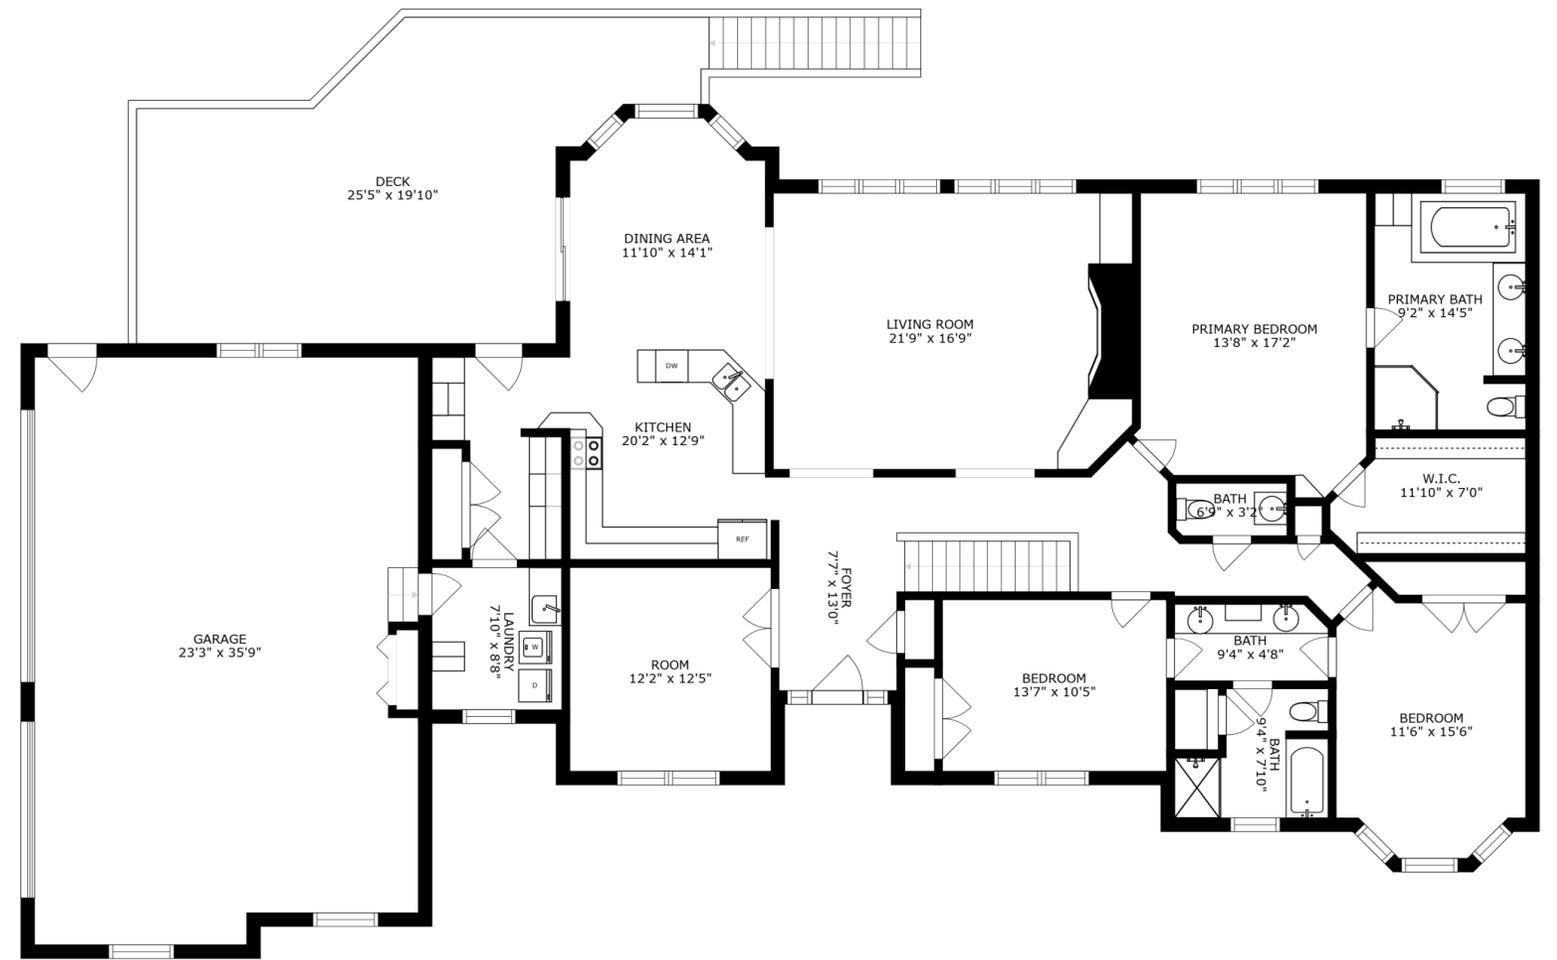 DECK
25'5" x 19'10"
DINING AREA
11'10" x 14'1"
LIVING ROOM
21'9" x 16'9"
PRIMARY BEDROOM
13'8" x 17'2"
PRIMARY BATH
9'2" x 14'5"
DW
KITCHEN
20'2" x 12'9"
REF
W.I.C.
11'10" x 7'0"
BATH
6'9" x 3'2"
FOYER
7'7" x 13'0"
GARAGE
23'3" x 35'9"
LAUNDRY
7'10" x 8'8"
W
D
ROOM
12'2" x 12'5"
BEDROOM
13'7" x 10'5"
BATH
9'4" x 4'8"
BATH
9'4" x 7'10"
BEDROOM
11'6" x 15'6"